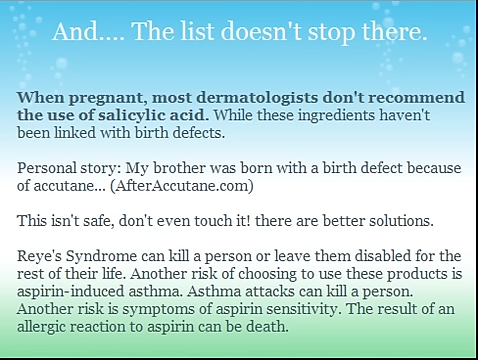 And.... The list doesn't stop there.
When pregnant, most dermatologists don't recommend
the use of salicylic acid. While these ingredients haven't
been linked with birth defects.
Personal story: My brother was born with a birth defect because
of accutane... (AfterAccutane.com)
This isn't safe, don't even touch it! there are better solutions.
Reye's Syndrome can kill a person or leave them disabled for the
rest of their life. Another risk of choosing to use these products is
aspirin-induced asthma. Asthma attacks can kill a person.
Another risk is symptoms of aspirin sensitivity. The result of an
allergic reaction to aspirin can be death.